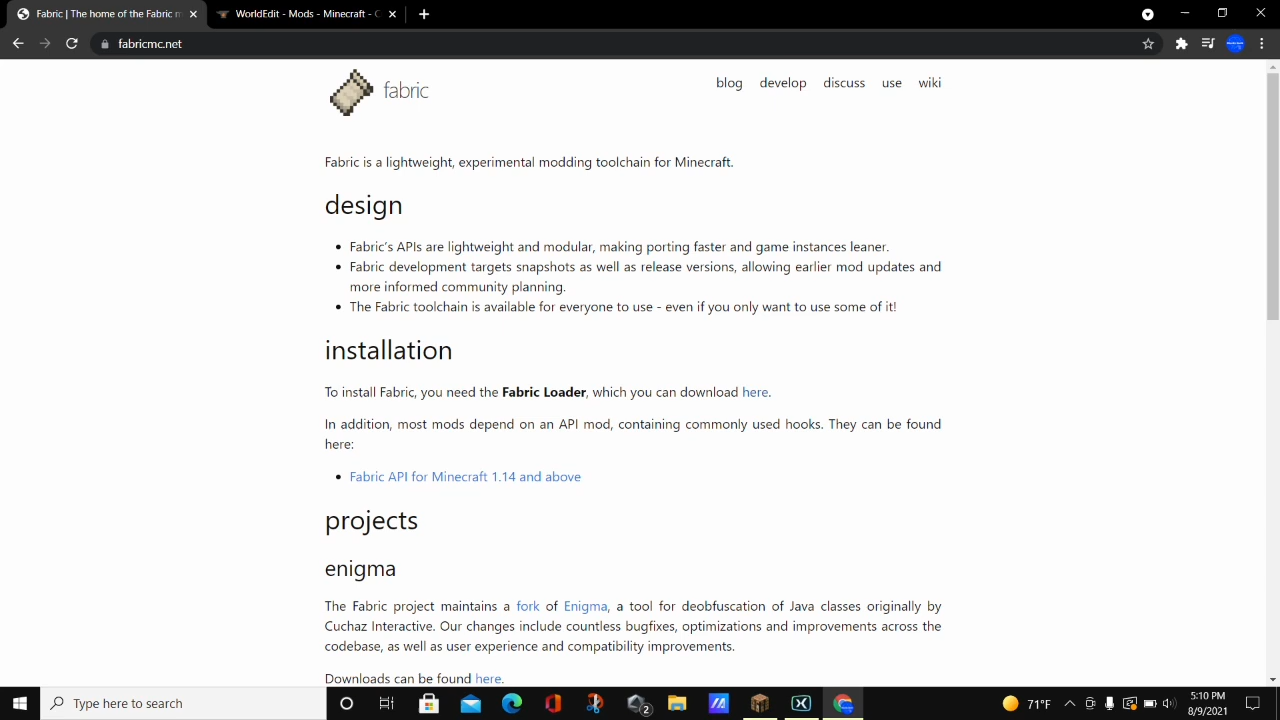 Fabric | The home of the Fabric m
WorldEdit - Mods - Minecraft - C
fabricmc.net
fabric
blog develop discuss use wiki
Fabric is a lightweight, experimental modding toolchain for Minecraft.
design
Fabric's APIs are lightweight and modular, making porting faster and game instances leaner.
Fabric development targets snapshots as well as release versions, allowing earlier mod updates and
more informed community planning.
The Fabric toolchain is available for everyone to use - even if you only want to use some of it!
installation
To install Fabric, you need the Fabric Loader, which you can download here.
In addition, most mods depend on an API mod, containing commonly used hooks. They can be found
here:
Fabric API for Minecraft 1.14 and above
projects
enigma
The Fabric project maintains a fork of Enigma, a tool for deobfuscation of Java classes originally by
Cuchaz Interactive. Our changes include countless bugfixes, optimizations and improvements across the
codebase, as well as user experience and compatibility improvements.
Downloads can be found here.
Type here to search
2
71°F
5:10 PM
8/9/2021